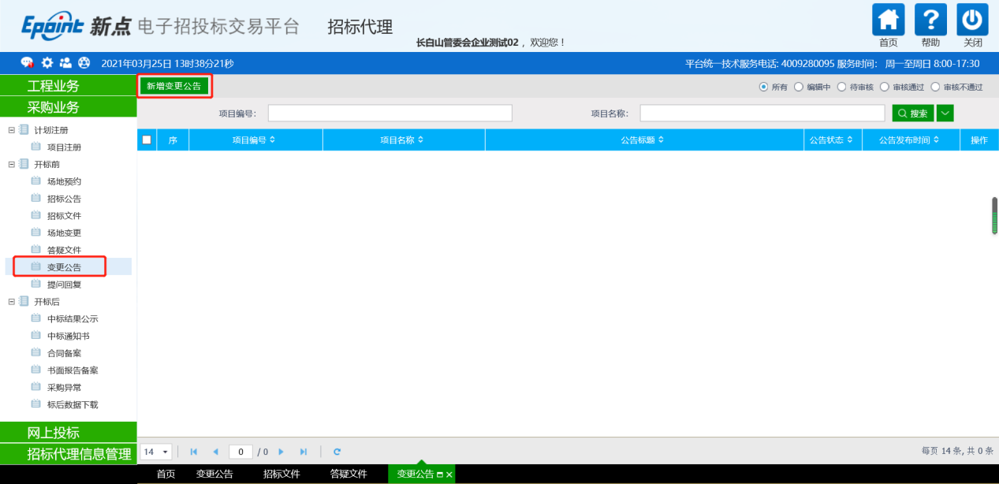 Epoint 新点 电子招投标交易平台 招标代理
长白山管委会企业测试02 ，欢迎您！
首页 帮助 关闭
2021年03月25日 13时38分21秒
平台统一技术服务电话: 4009280095 服务时间: 周一至周日 8:00-17:30
工程业务
采购业务
计划注册
项目注册
开标前
场地预约
招标公告
招标文件
场地变更
答疑文件
变更公告
提问回复
开标后
中标结果公示
中标通知书
合同备案
书面报告备案
采购异常
标后数据下载
网上投标
招标代理信息管理
新增变更公告
所有 编辑中 待审核 审核通过 审核不通过
项目编号: 项目名称: 搜索
序 项目编号 项目名称 公告标题 公告状态 公告发布时间 操作
14 0 / 0 每页 14 条, 共 0 条
首页 变更公告 招标文件 答疑文件 变更公告